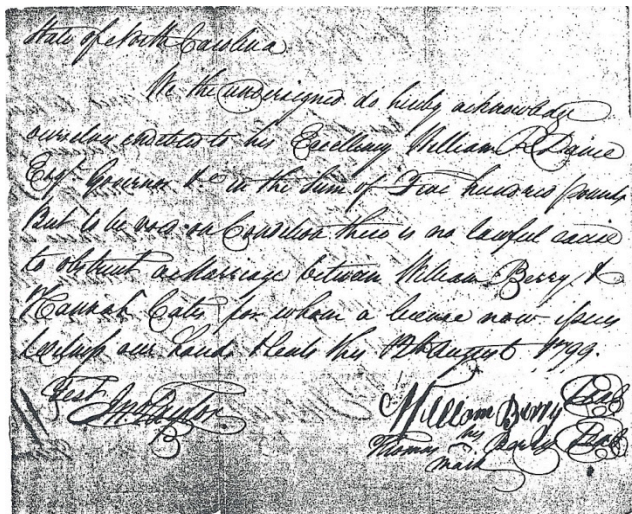 State of North Carolina
We the undersigned do hereby acknowledge
ourselves indebted to his Excellency William R Davie
Esqr. Governor &c in the Sum of Five hundred pounds
But to be void on Condition there is no lawful cause
to obstruct a Marriage between William Berry &
Hannah Cates for whom a licence now issues
Witness our hands & seals this 12th August 1799.
Test
William Berry Seal
Thomas his mark Seal